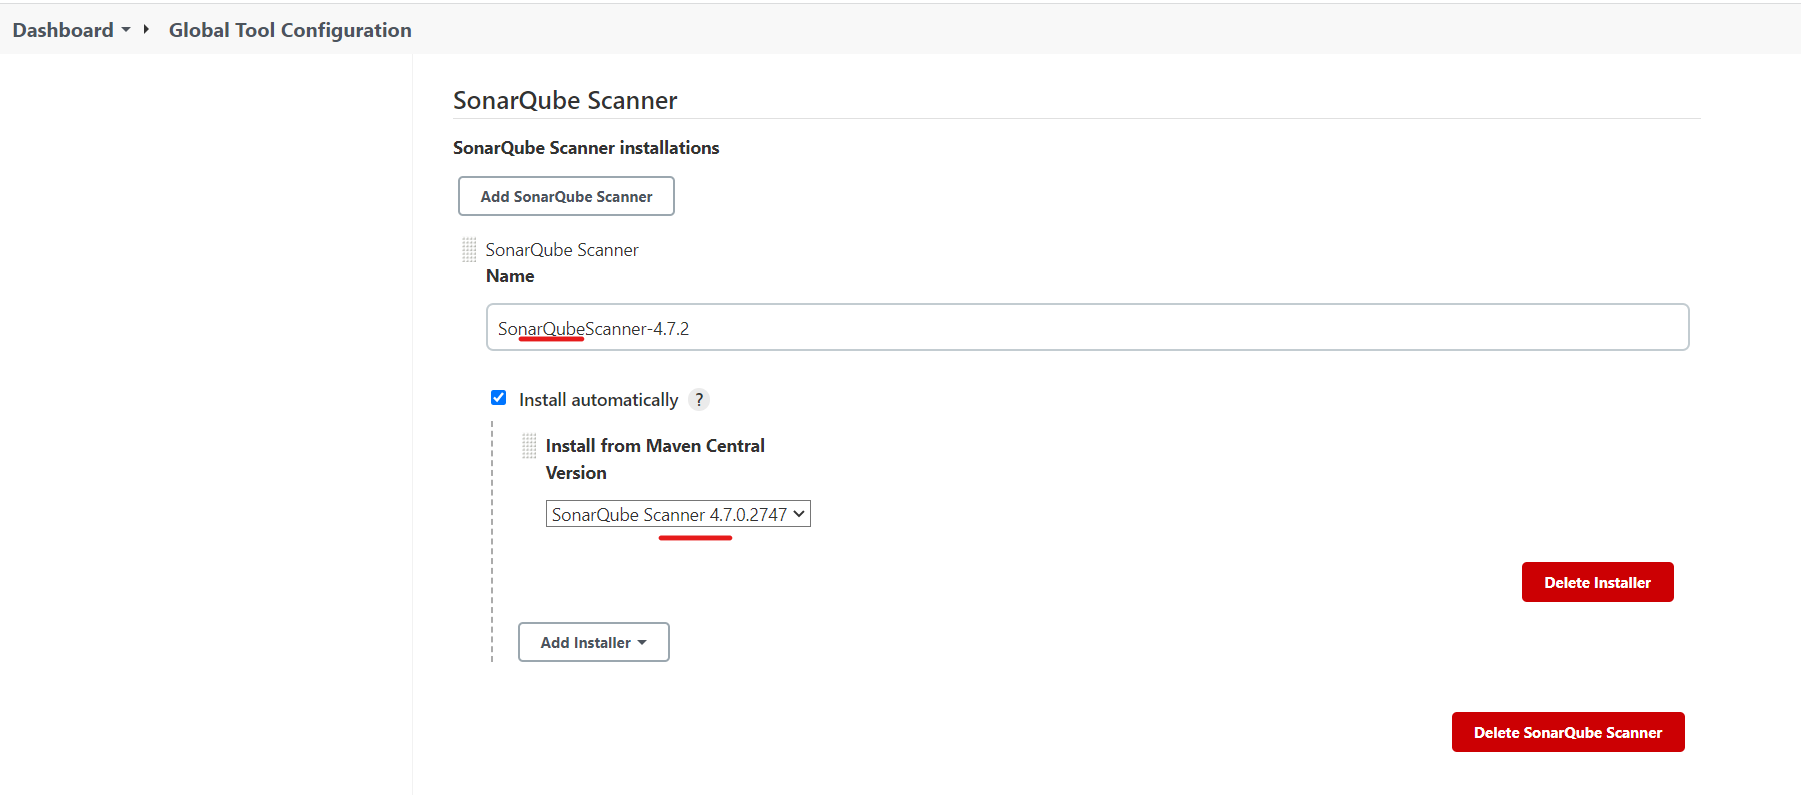 Dashboard Global Tool Configuration
SonarQube Scanner
SonarQube Scanner installations
Add SonarQube Scanner
SonarQube Scanner
Name
SonarQubeScanner-4.7.2
Install automatically ?
Install from Maven Central
Version
SonarQube Scanner 4.7.0.2747
Delete Installer
Add Installer
Delete SonarQube Scanner